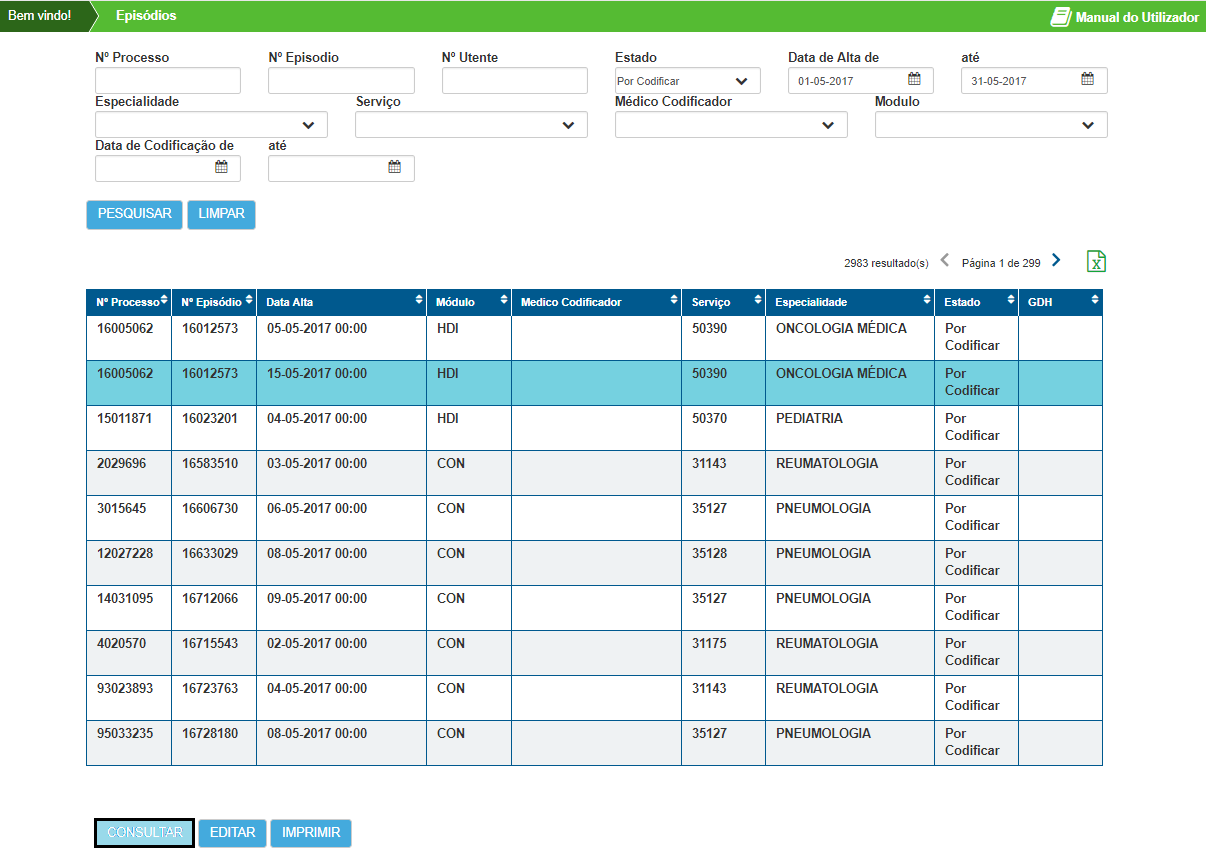 Bem vindo! Episódios Manual do Utilizador
Nº Processo Nº Episodio Nº Utente Estado Data de Alta de até
Por Codificar 01-05-2017 31-05-2017
Especialidade Serviço Médico Codificador Modulo
Data de Codificação de até
PESQUISAR LIMPAR
2983 resultado(s) Página 1 de 299
Nº Processo Nº Episódio Data Alta Módulo Medico Codificador Serviço Especialidade Estado GDH
16005062 16012573 05-05-2017 00:00 HDI 50390 ONCOLOGIA MÉDICA Por
Codificar
16005062 16012573 15-05-2017 00:00 HDI 50390 ONCOLOGIA MÉDICA Por
Codificar
15011871 16023201 04-05-2017 00:00 HDI 50370 PEDIATRIA Por
Codificar
2029696 16583510 03-05-2017 00:00 CON 31143 REUMATOLOGIA Por
Codificar
3015645 16606730 06-05-2017 00:00 CON 35127 PNEUMOLOGIA Por
Codificar
12027228 16633029 08-05-2017 00:00 CON 35128 PNEUMOLOGIA Por
Codificar
14031095 16712066 09-05-2017 00:00 CON 35127 PNEUMOLOGIA Por
Codificar
4020570 16715543 02-05-2017 00:00 CON 31175 REUMATOLOGIA Por
Codificar
93023893 16723763 04-05-2017 00:00 CON 31143 REUMATOLOGIA Por
Codificar
95033235 16728180 08-05-2017 00:00 CON 35127 PNEUMOLOGIA Por
Codificar
CONSULTAR EDITAR IMPRIMIR